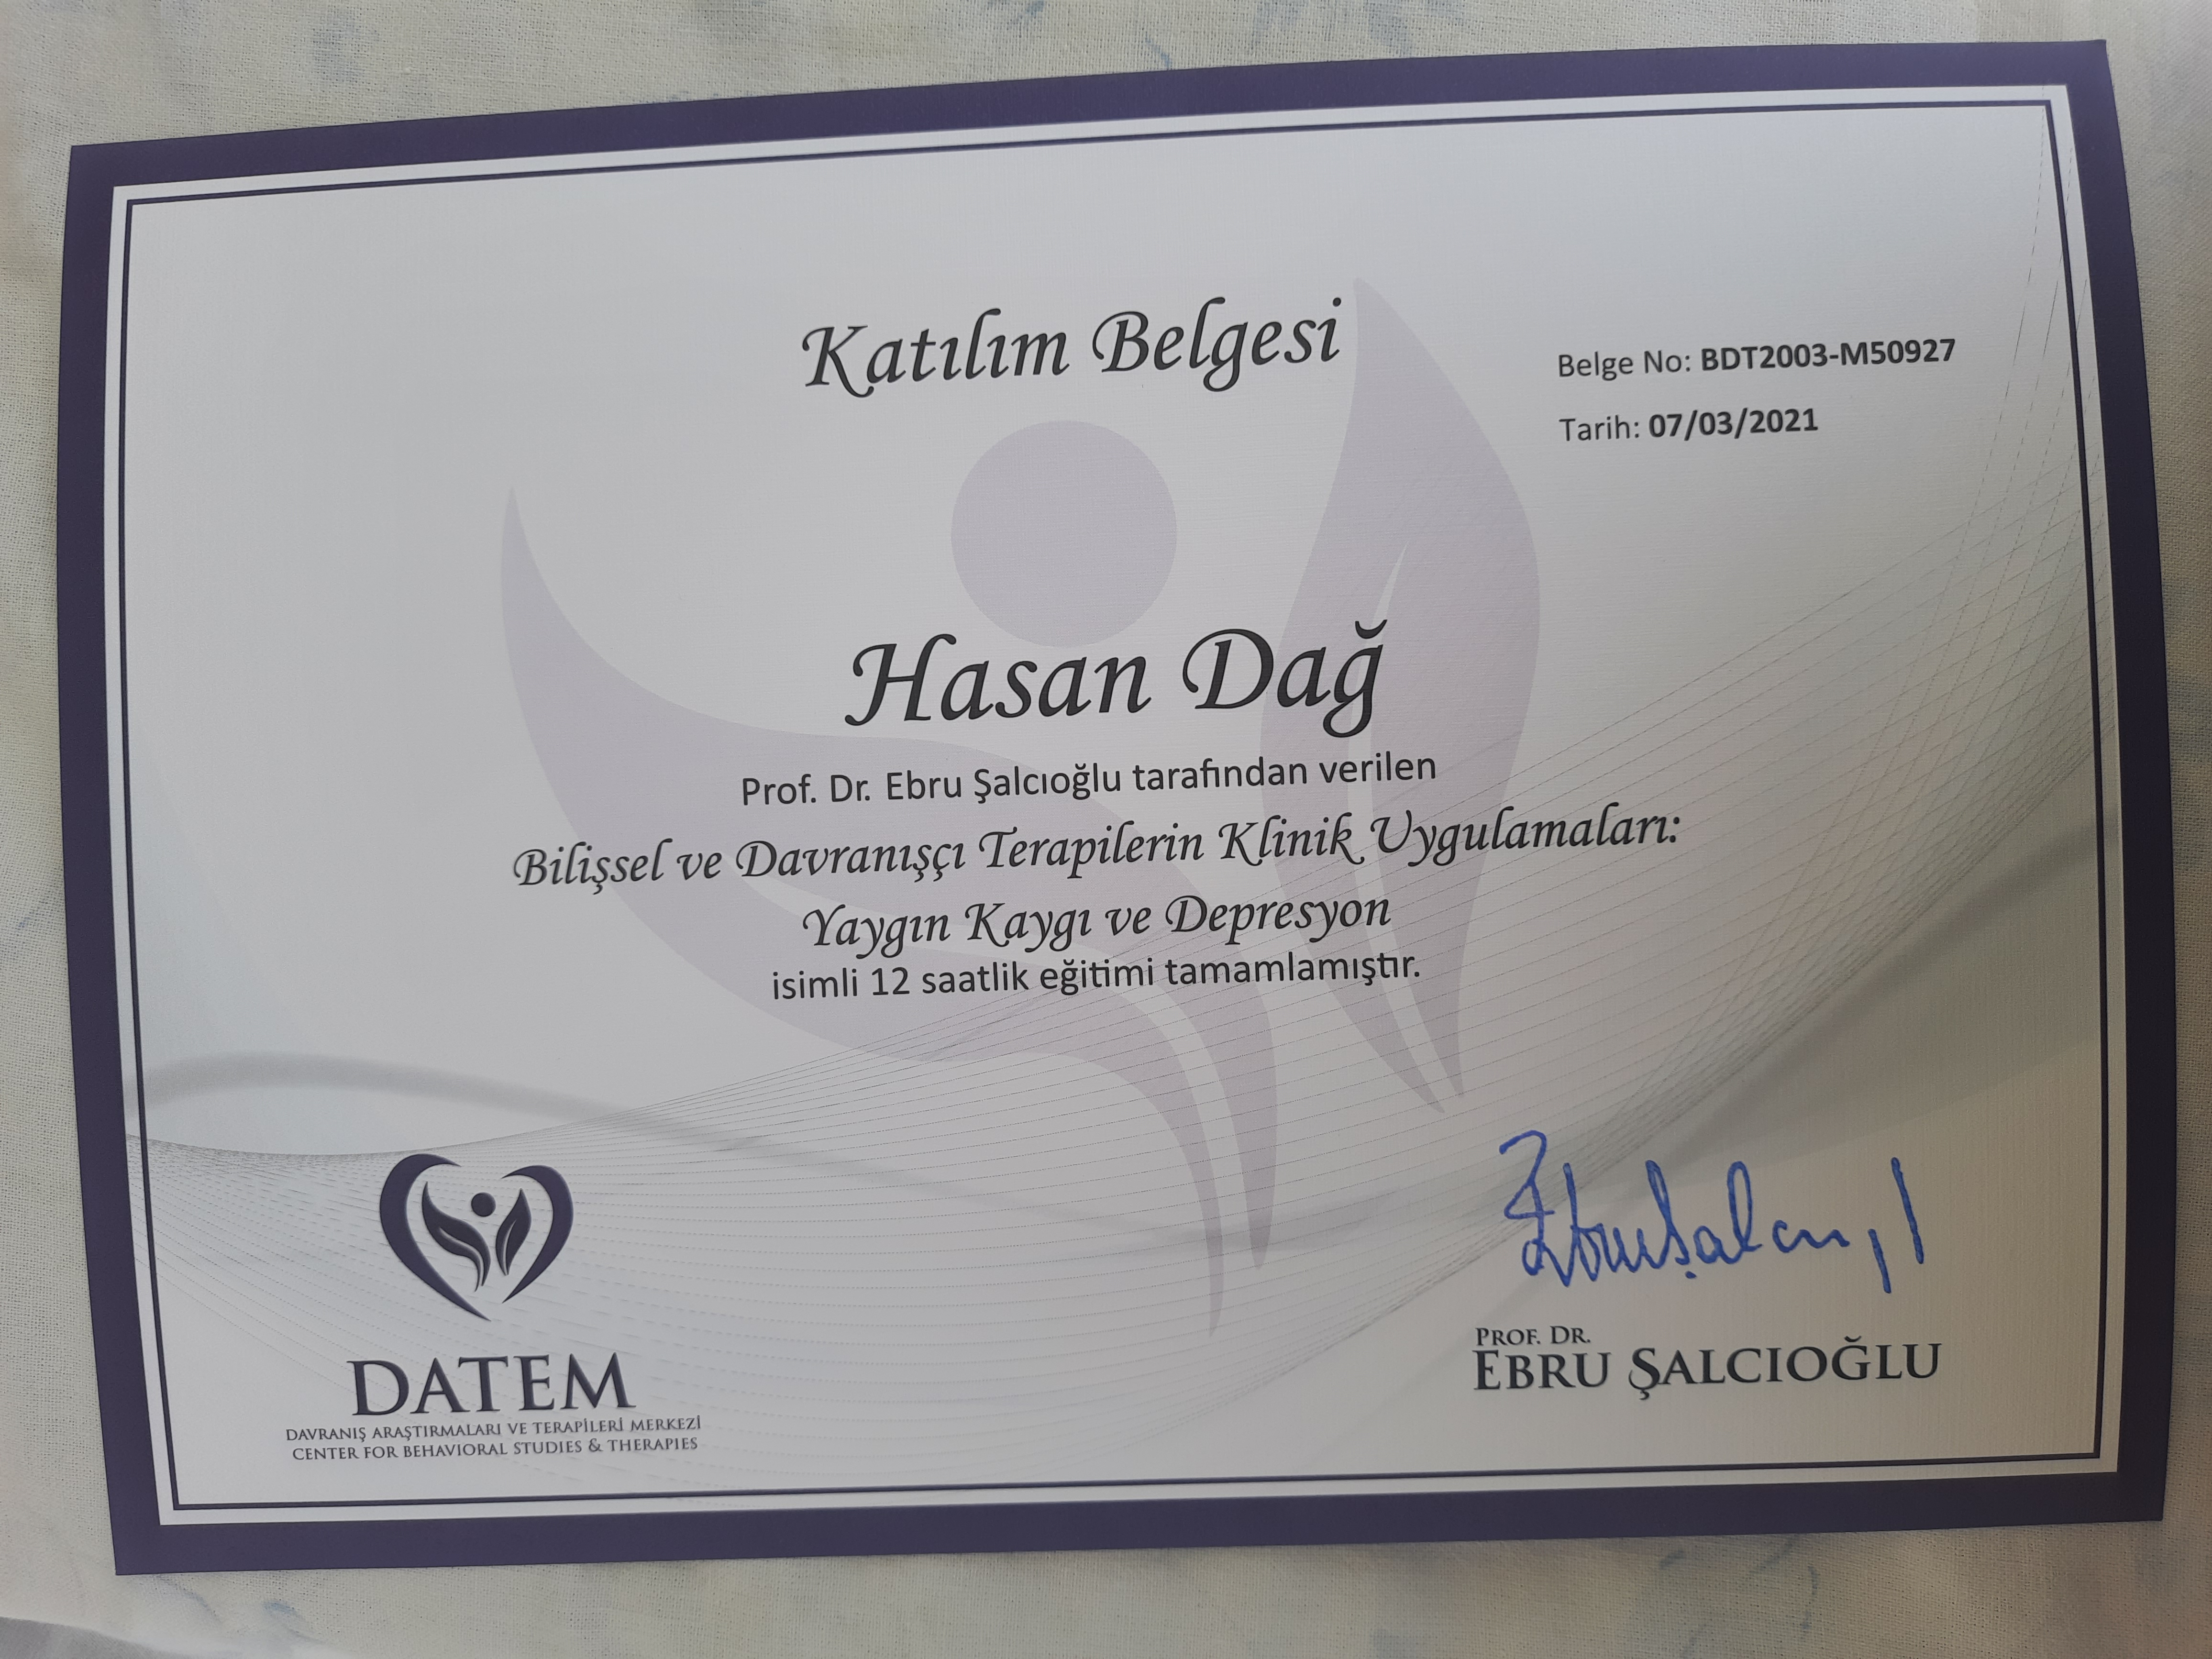 Katılım Belgesi
Belge No: BDT2003-M50927
Tarih: 07/03/2021
Hasan Dağ
Prof. Dr. Ebru Şalcıoğlu tarafından verilen
Bilişsel ve Davranışçı Terapilerin Klinik Uygulamaları:
Yaygın Kaygı ve Depresyon
isimli 12 saatlik eğitimi tamamlamıştır.
DATEM
DAVRANIŞ ARAŞTIRMALARI VE TERAPİLERİ MERKEZİ
CENTER FOR BEHAVIORAL STUDIES & THERAPIES
PROF. DR.
EBRU ŞALCIOĞLU